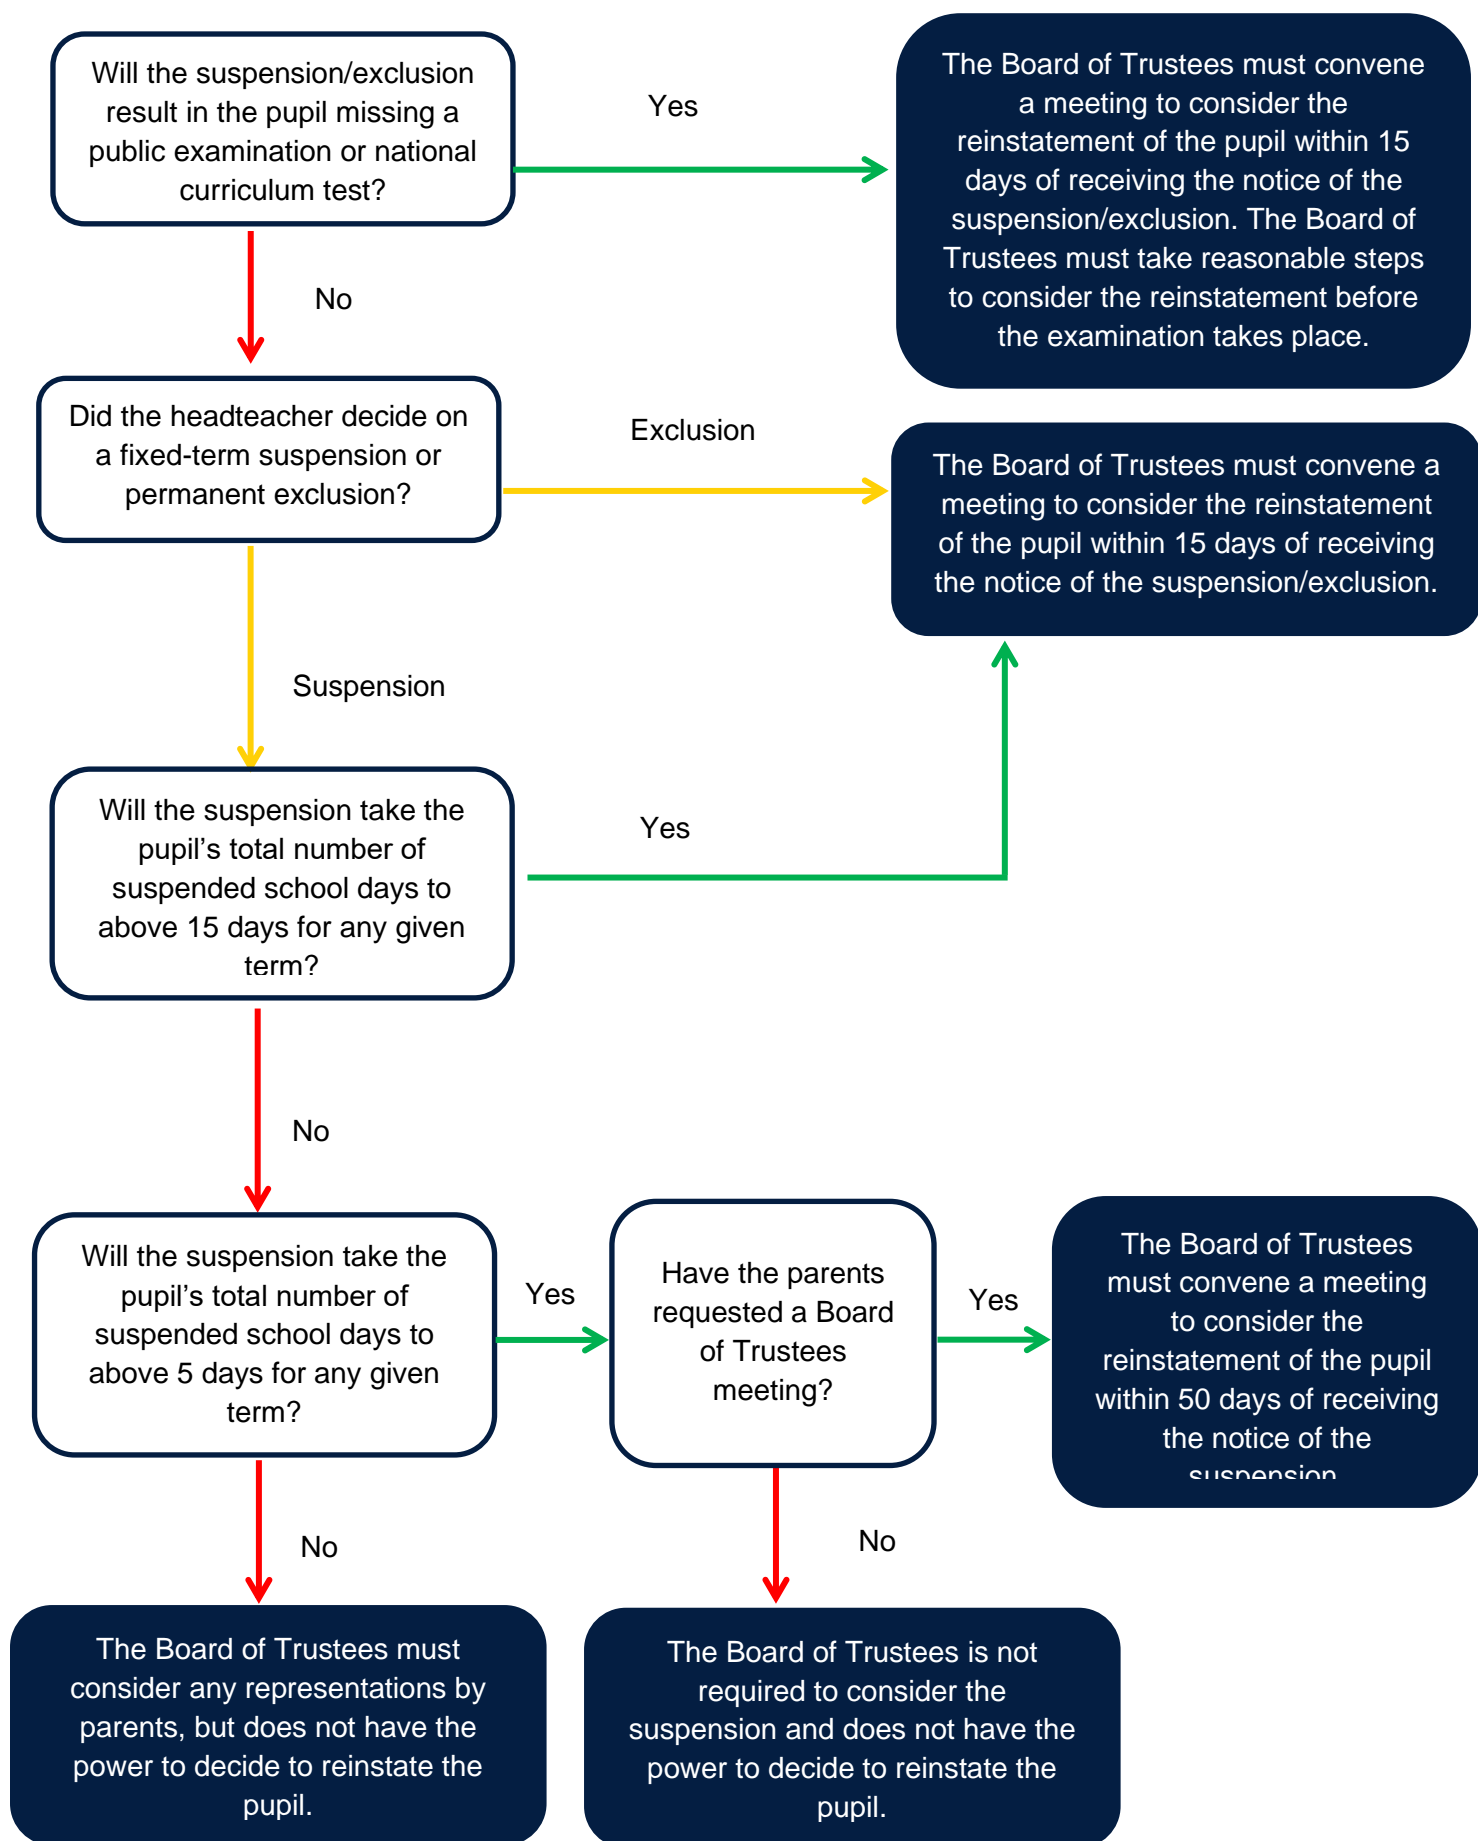 Will the suspension/exclusion
result in the pupil missing a
public examination or national
curriculum test?
Yes
The Board of Trustees must convene
a meeting to consider the
reinstatement of the pupil within 15
days of receiving the notice of the
suspension/exclusion. The Board of
Trustees must take reasonable steps
to consider the reinstatement before
the examination takes place.
No
Did the headteacher decide on
a fixed-term suspension or
permanent exclusion?
Exclusion
The Board of Trustees must convene a
meeting to consider the reinstatement
of the pupil within 15 days of receiving
the notice of the suspension/exclusion.
Suspension
Will the suspension take the
pupil’s total number of
suspended school days to
above 15 days for any given
term?
Yes
No
Will the suspension take the
pupil’s total number of
suspended school days to
above 5 days for any given
term?
Yes
Have the parents
requested a Board
of Trustees
meeting?
Yes
The Board of Trustees
must convene a meeting
to consider the
reinstatement of the pupil
within 50 days of receiving
the notice of the
suspension
No
No
The Board of Trustees must
consider any representations by
parents, but does not have the
power to decide to reinstate the
pupil.
The Board of Trustees is not
required to consider the
suspension and does not have the
power to decide to reinstate the
pupil.